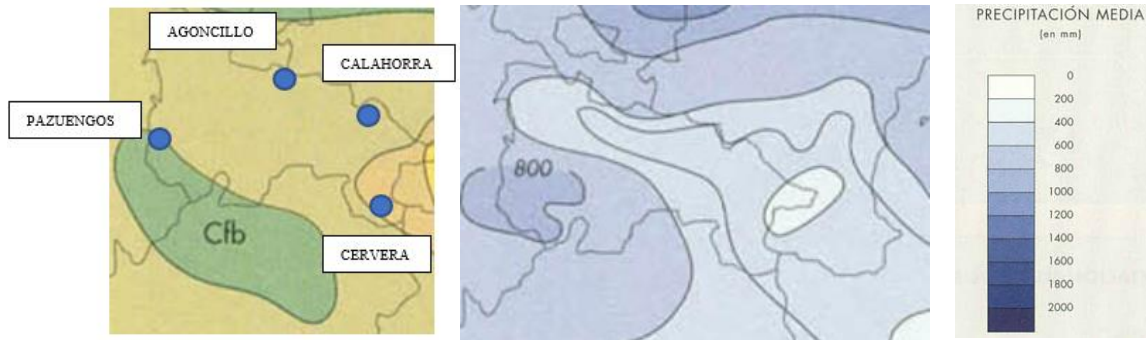 AGONCILLO
CALAHORRA
PAZUENGOS
Cfb
CERVERA
800
PRECIPITACIÓN MEDIA
(en mm)
0
200
400
600
800
1000
1200
1400
1600
1800
2000